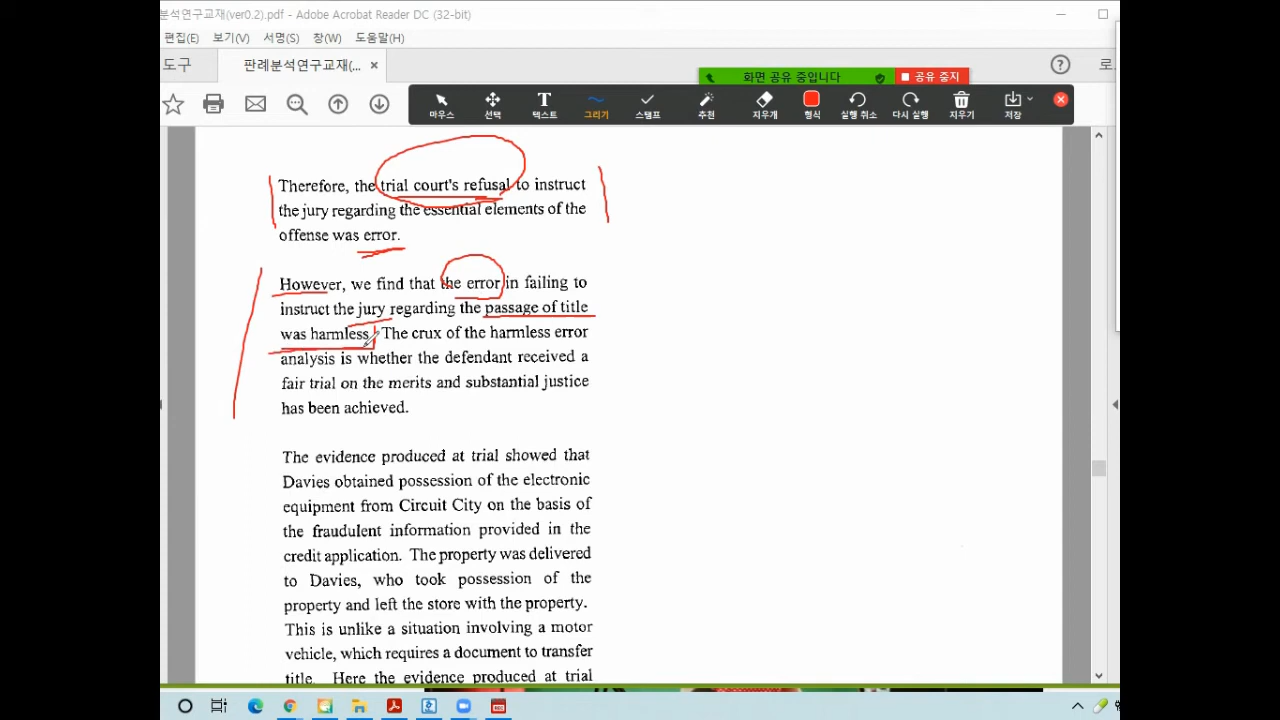 분석연구교재(ver0.2).pdf - Adobe Acrobat Reader DC (32-bit)
편집(E) 보기(V) 서명(S) 창(W) 도움말(H)
도구 판례분석연구교재(... × ? 로
화면 공유 중입니다 공유 중지
마우스 선택 텍스트 그리기 스탬프 추천 지우개 형식 실행 취소 다시 실행 지우기 저장
Therefore, the trial court's refusal to instruct
the jury regarding the essential elements of the
offense was error.
However, we find that the error in failing to
instruct the jury regarding the passage of title
was harmless. The crux of the harmless error
analysis is whether the defendant received a
fair trial on the merits and substantial justice
has been achieved.
The evidence produced at trial showed that
Davies obtained possession of the electronic
equipment from Circuit City on the basis of
the fraudulent information provided in the
credit application. The property was delivered
to Davies, who took possession of the
property and left the store with the property.
This is unlike a situation involving a motor
vehicle, which requires a document to transfer
title. Here the evidence produced at trial